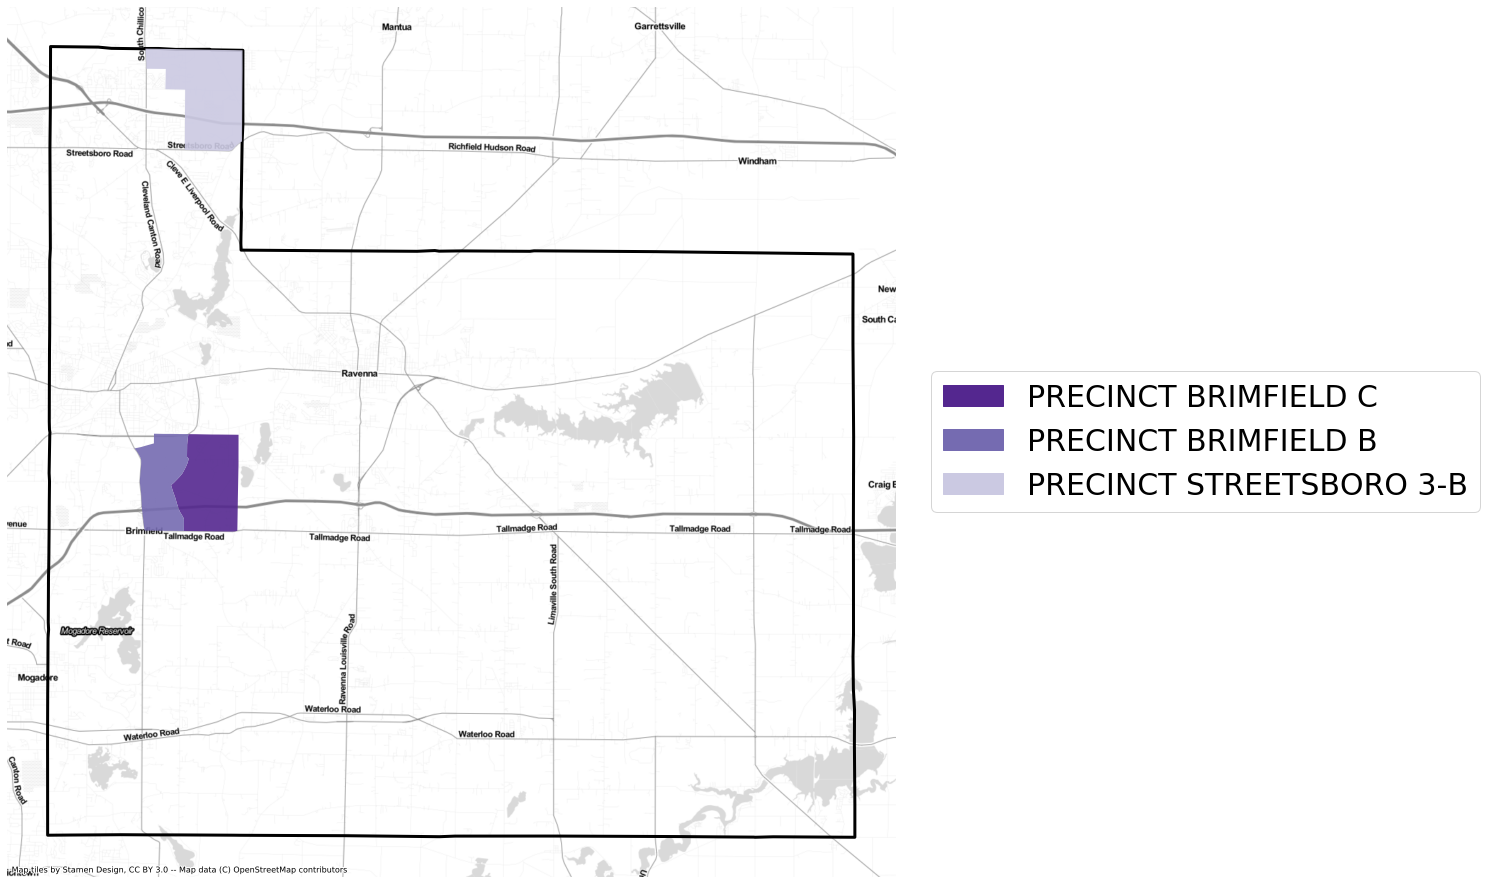 South Chillico
Mantua
Garrettsville
Streetsboro Road
Streetsboro Road
Richfield Hudson Road
Windham
Cleve E Liverpool Road
Cleveland Canton Road
New
South Ca
Ravenna
PRECINCT BRIMFIELD C
PRECINCT BRIMFIELD B
PRECINCT STREETSBORO 3-B
Craig B
venue
Brimfield
Tallmadge Road
Tallmadge Road
Tallmadge Road
Tallmadge Road
Tallmadge Road
Limaville South Road
Mogadore Reservoir
t Road
Ravenna Louisville Road
Mogadore
Waterloo Road
Waterloo Road
Waterloo Road
Canton Road
Map tiles by Stamen Design, CC BY 3.0 -- Map data (C) OpenStreetMap contributors